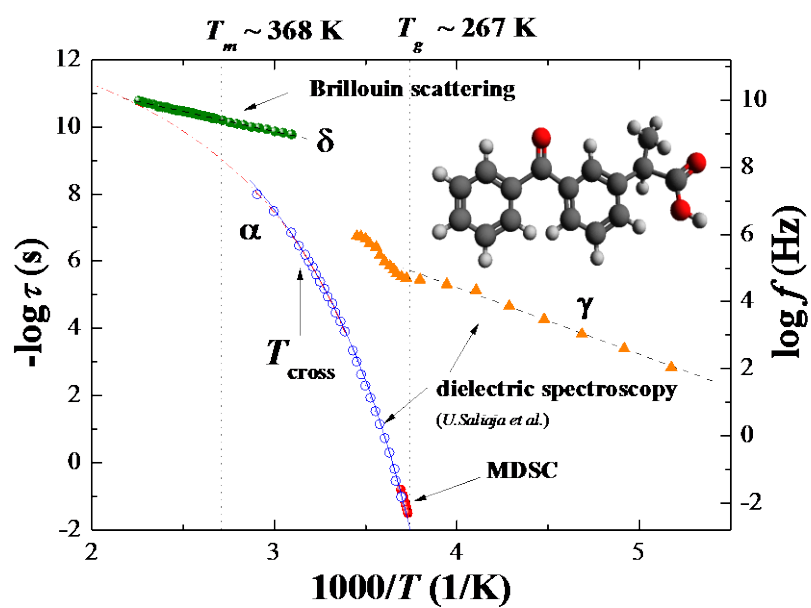 T_m ~ 368 K
T_g ~ 267 K
12
10
8
6
4
2
0
-2
-log τ (s)
10
8
6
4
2
0
-2
log f (Hz)
Brillouin scattering
δ
α
T_cross
γ
dielectric spectroscopy
(U.Saliaja et al.)
MDSC
2
3
4
5
1000/T (1/K)